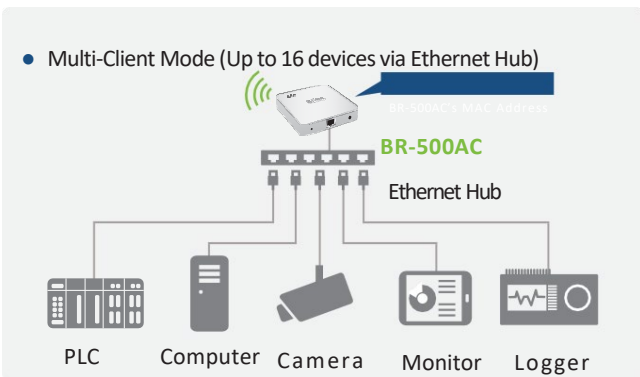 ● Multi-Client Mode (Up to 16 devices via Ethernet Hub)
BR-500AC's MAC Address
BR-500AC
Ethernet Hub
PLC Computer Camera Monitor Logger